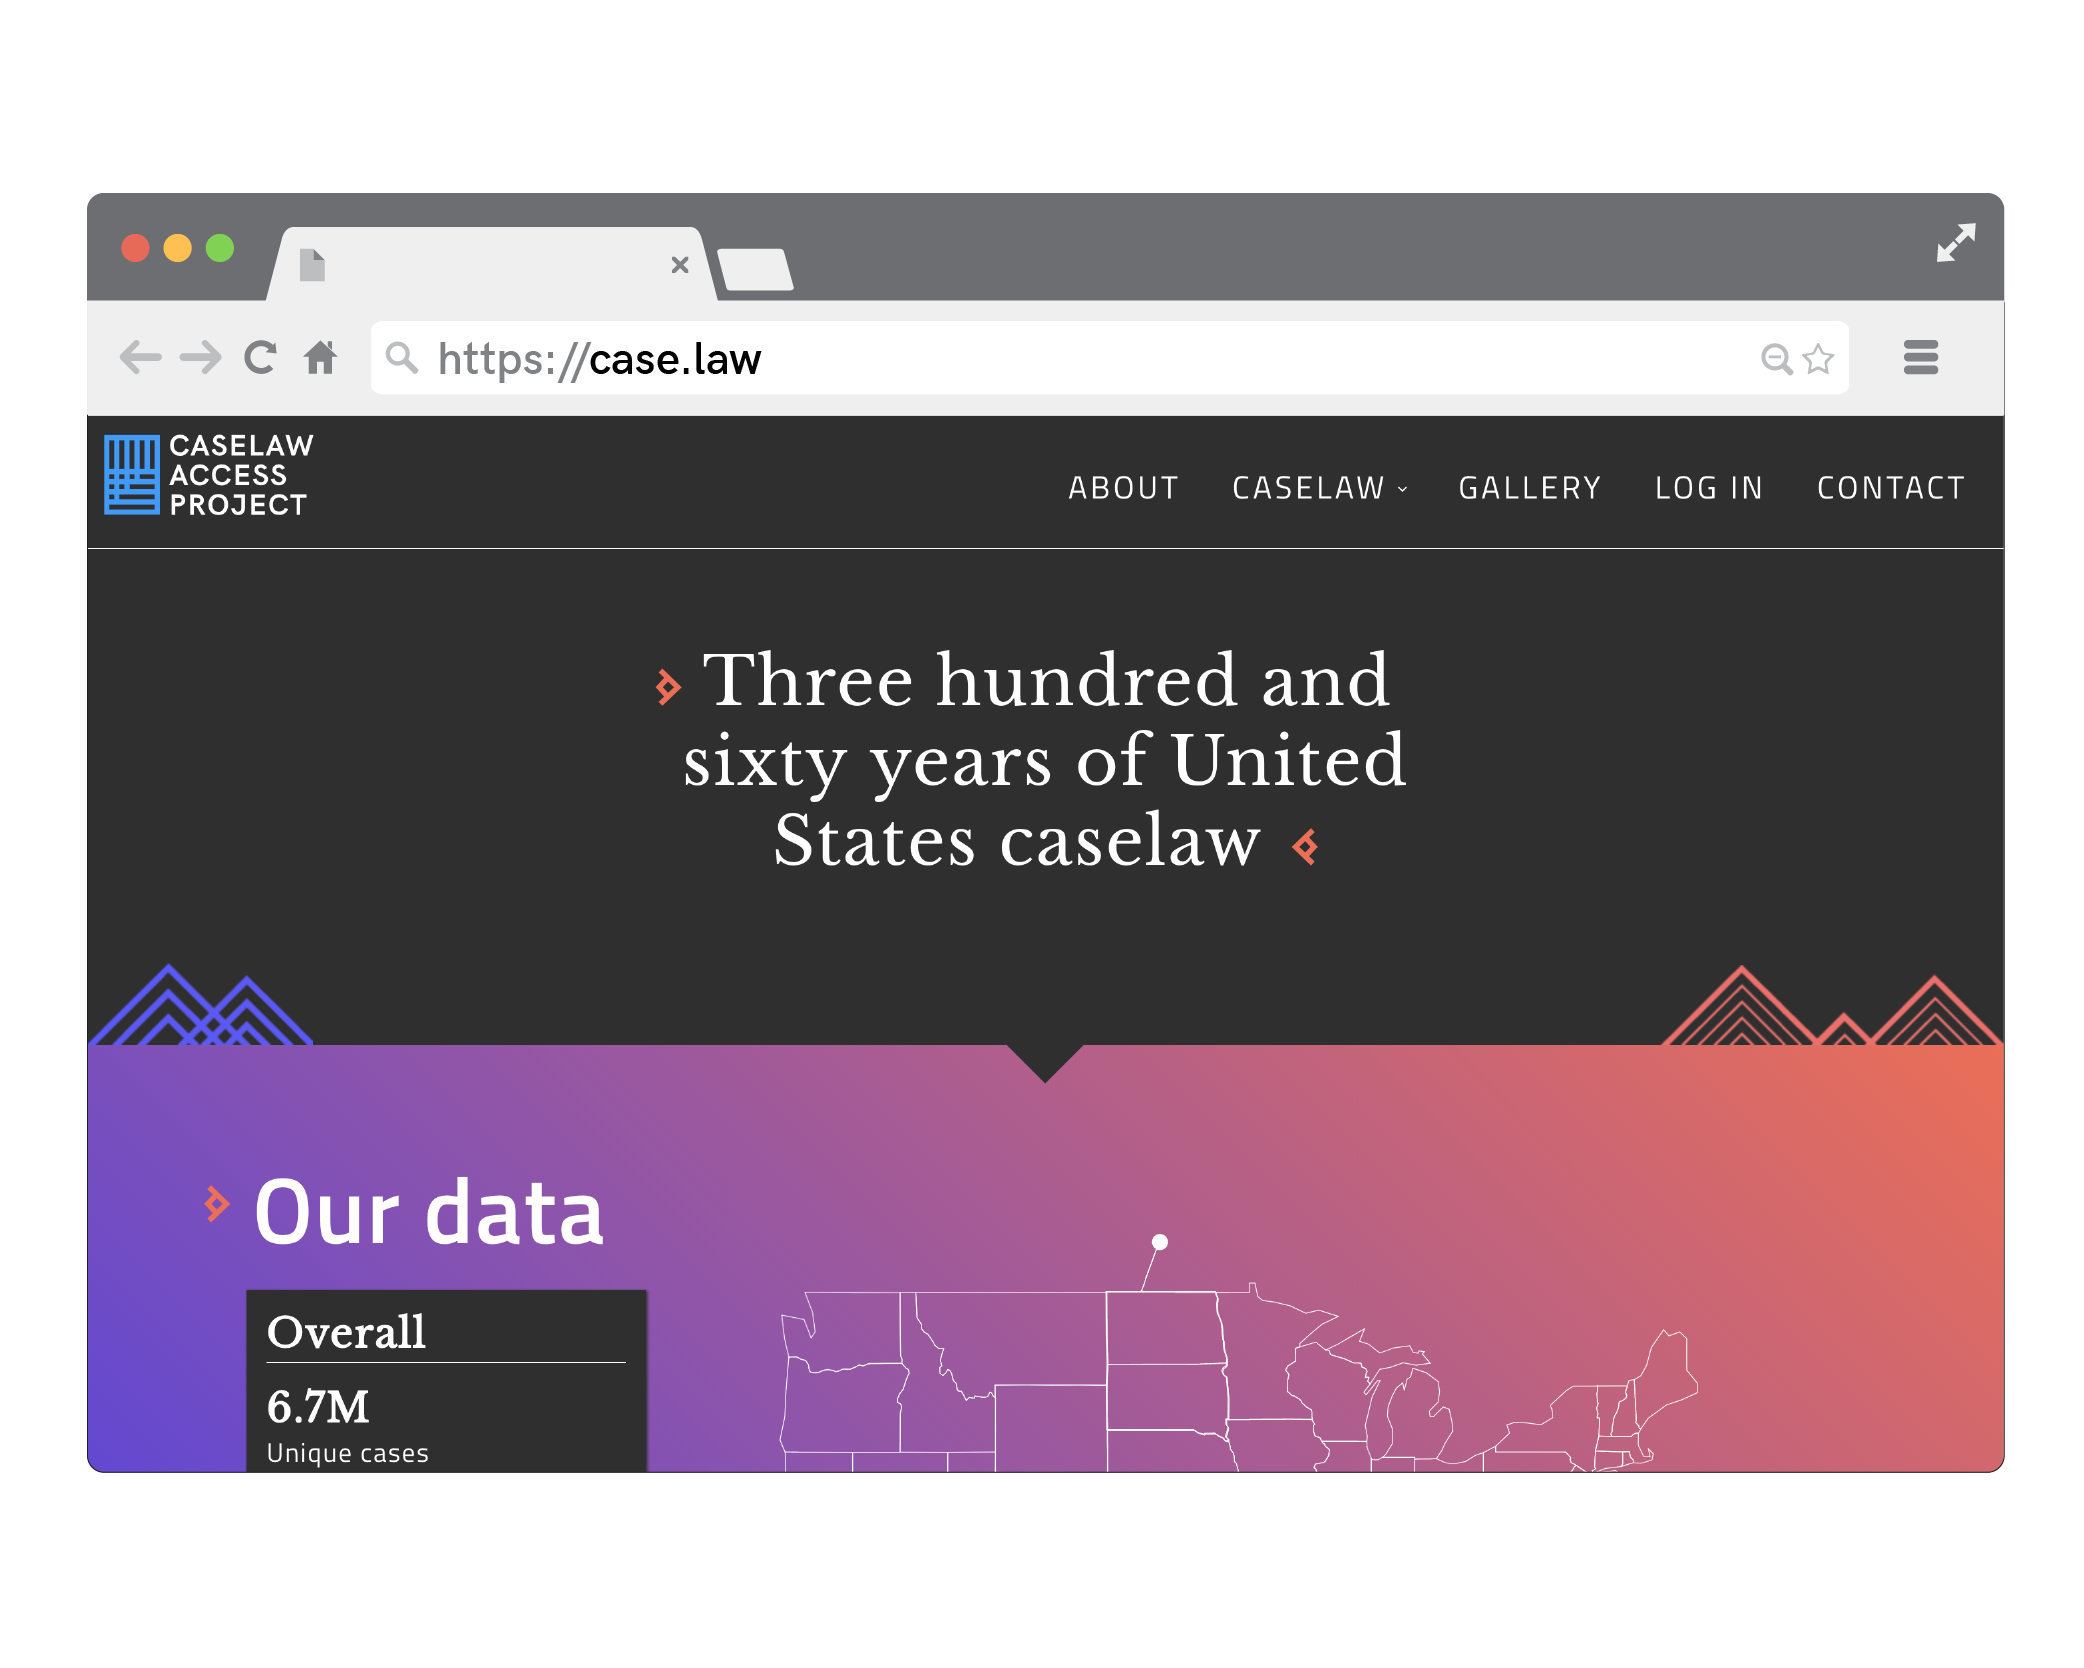 https://case.law
CASELAW
ACCESS
PROJECT
ABOUT CASELAW GALLERY LOG IN CONTACT
Three hundred and
sixty years of United
States caselaw
Our data
Overall
6.7M
Unique cases